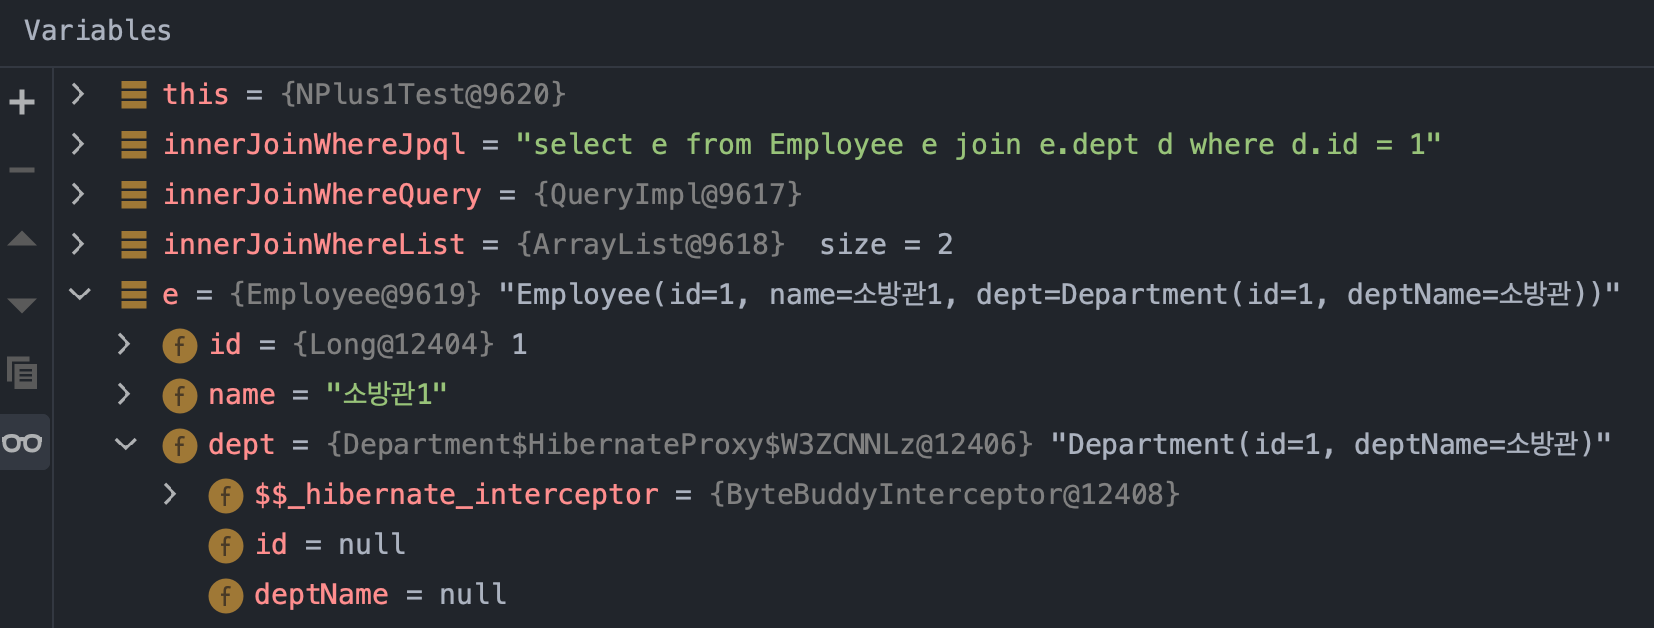 Variables
this = {NPlus1Test@9620}
innerJoinWhereJpql = "select e from Employee e join e.dept d where d.id = 1"
innerJoinWhereQuery = {QueryImpl@9617}
innerJoinWhereList = {ArrayList@9618} size = 2
e = {Employee@9619} "Employee(id=1, name=소방관1, dept=Department(id=1, deptName=소방관))"
f id = {Long@12404} 1
f name = "소방관1"
f dept = {Department$HibernateProxy$W3ZCNNLz@12406} "Department(id=1, deptName=소방관)"
f $$_hibernate_interceptor = {ByteBuddyInterceptor@12408}
f id = null
f deptName = null